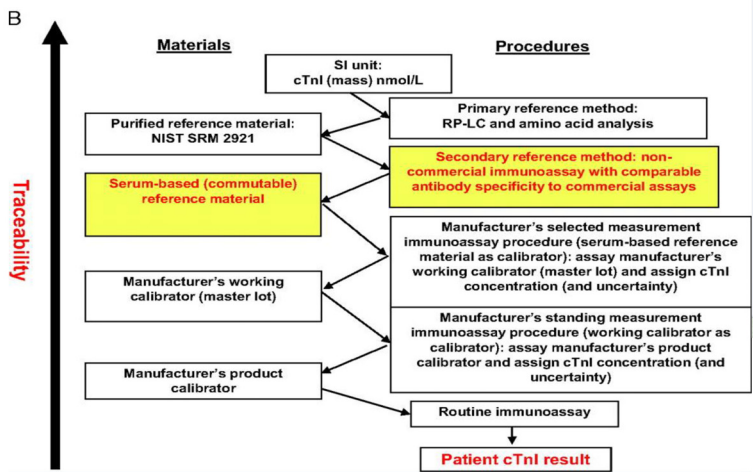 B
Materials
Procedures
SI unit:
cTnI (mass) nmol/L
Primary reference method:
RP-LC and amino acid analysis
Purified reference material:
NIST SRM 2921
Secondary reference method: non-
commercial immunoassay with comparable
antibody specificity to commercial assays
Serum-based (commutable)
reference material
Manufacturer's selected measurement
immunoassay procedure (serum-based reference
material as calibrator): assay manufacturer's
working calibrator (master lot) and assign cTnI
concentration (and uncertainty)
Manufacturer's working
calibrator (master lot)
Manufacturer's standing measurement
immunoassay procedure (working calibrator as
calibrator): assay manufacturer's product
calibrator and assign cTnI concentration (and
uncertainty)
Manufacturer's product
calibrator
Routine immunoassay
Patient cTnI result
Traceability